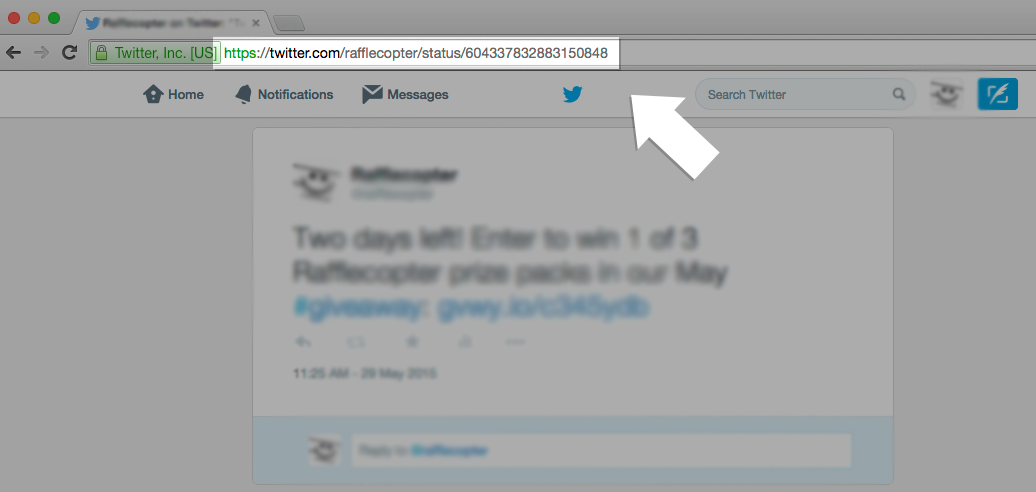 Rafflecopter on Twitter: "Tw
Twitter, Inc. [US] https://twitter.com/rafflecopter/status/604337832883150848
Home Notifications Messages Search Twitter
Rafflecopter
@rafflecopter
Two days left! Enter to win 1 of 3
Rafflecopter prize packs in our May
#giveaway: gvwy.io/c345ydb
11:25 AM - 29 May 2015
Reply to @rafflecopter